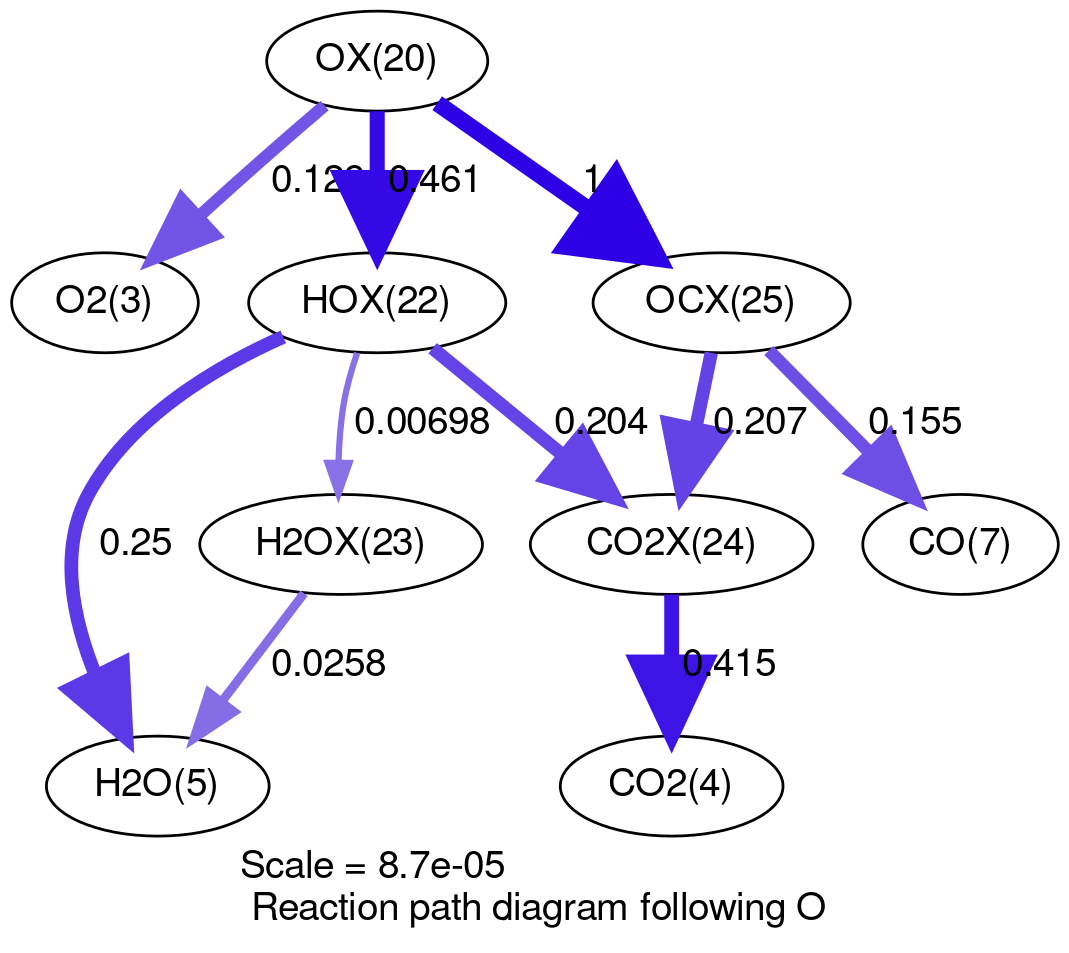 OX(20)
0.461
1
O2(3)
HOX(22)
OCX(25)
0.00698
0.204
0.207
0.155
0.25
H2OX(23)
CO2X(24)
CO(7)
0.0258
0.415
H2O(5)
CO2(4)
Scale = 8.7e-05
Reaction path diagram following O